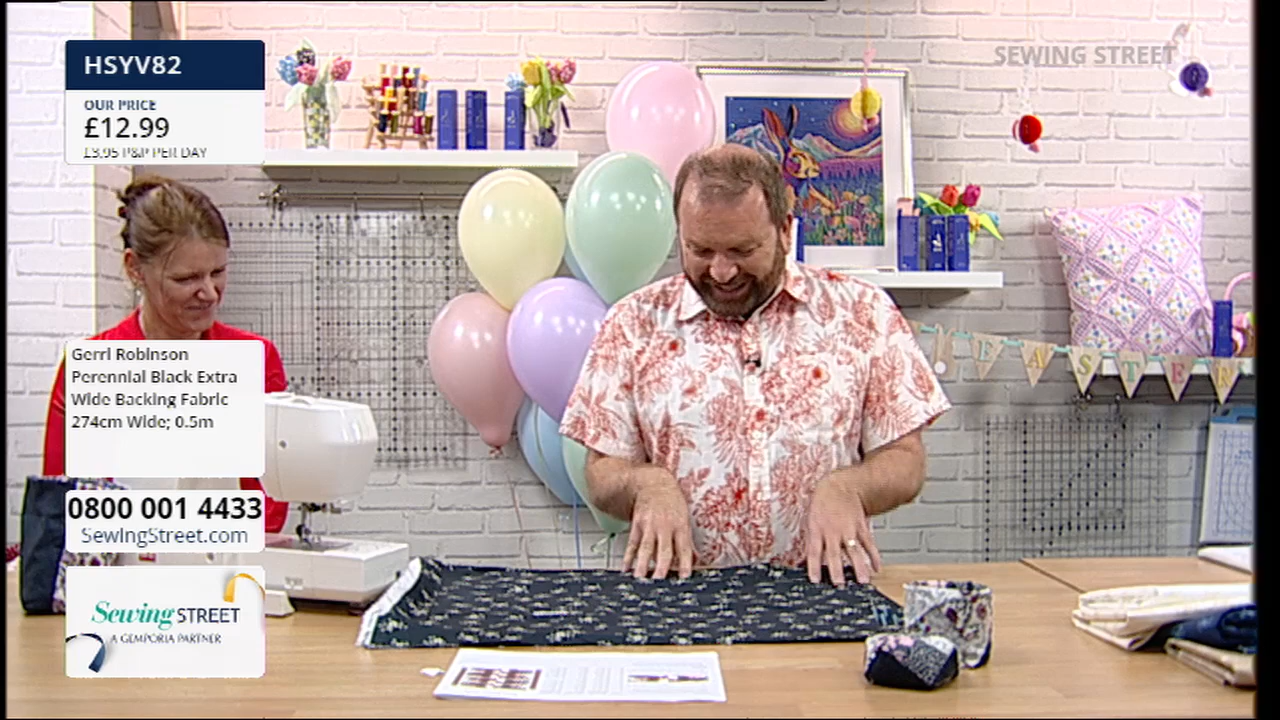 HSYV82
OUR PRICE
£12.99
£3.95 P&P PER DAY
SEWING STREET
Gerri Robinson
Perennial Black Extra
Wide Backing Fabric
274cm Wide; 0.5m
0800 001 4433
SewingStreet.com
Sewing STREET
A GEMPORIA PARTNER
EASTER